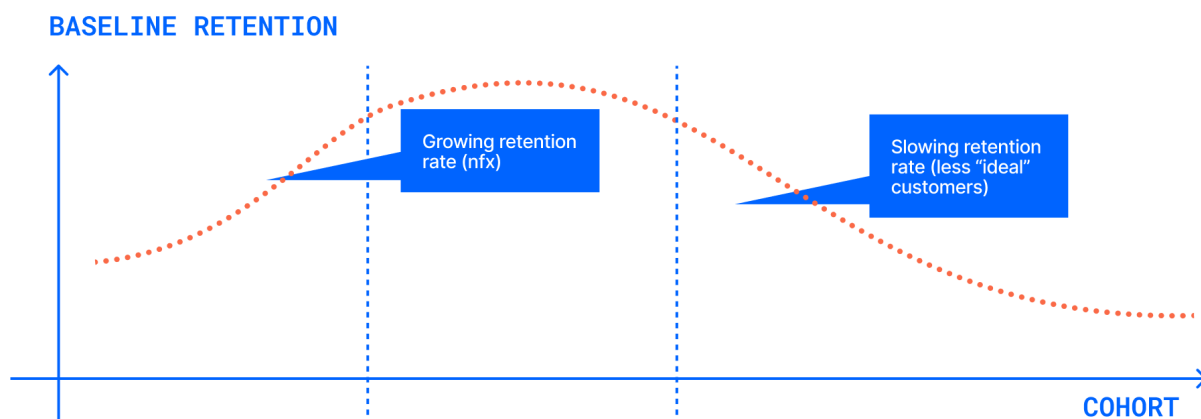 BASELINE RETENTION
Growing retention
rate (nfx)
Slowing retention
rate (less “ideal”
customers)
COHORT